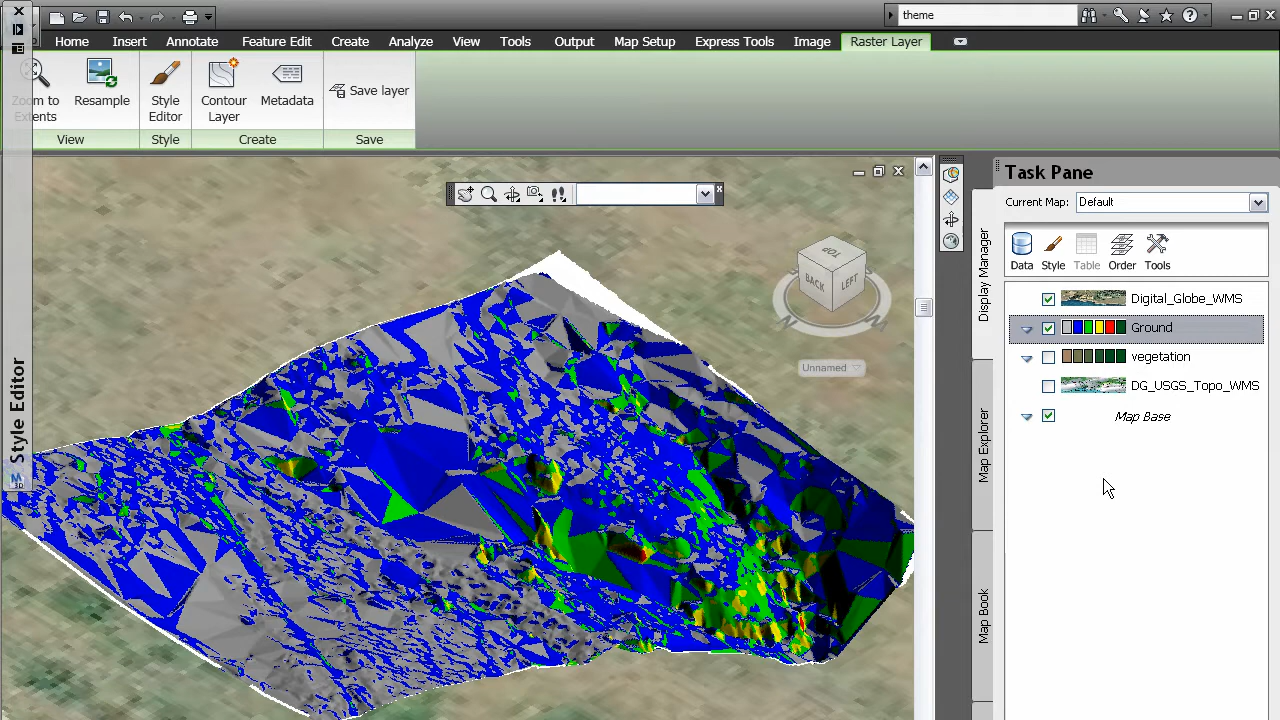 theme
Home Insert Annotate Feature Edit Create Analyze View Tools Output Map Setup Express Tools Image Raster Layer
Zoom to Extents
Resample
Style Editor
Contour Layer
Metadata
Save layer
View Style Create Save
Style Editor
TOP
BACK
LEFT
Unnamed
Task Pane
Current Map: Default
Data Style Table Order Tools
Display Manager
Map Explorer
Map Book
Digital_Globe_WMS
Ground
vegetation
DG_USGS_Topo_WMS
Map Base